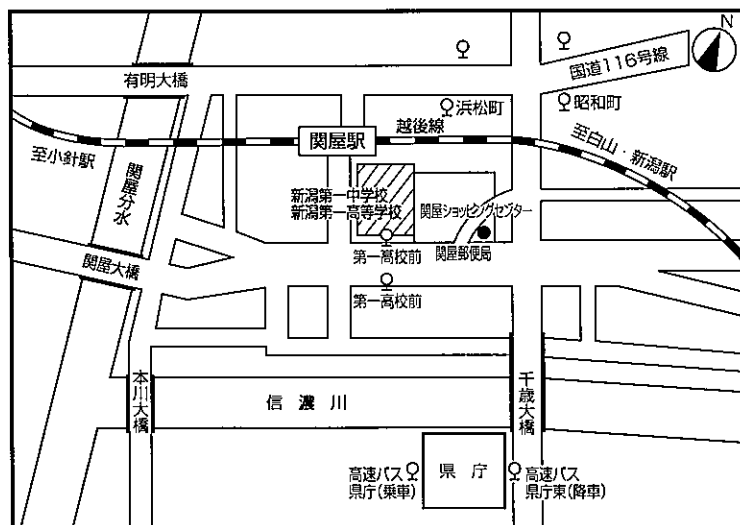 N
国道116号線
有明大橋
浜松町
昭和町
関屋駅
越後線
至小針駅
至白山・新潟駅
関屋分水
新潟第一中学校
新潟第一高等学校
関屋ショッピングセンター
第一高校前
関屋郵便局
関屋大橋
第一高校前
本川大橋
信濃川
千歳大橋
県庁
高速バス
県庁(乗車)
高速バス
県庁東(降車)